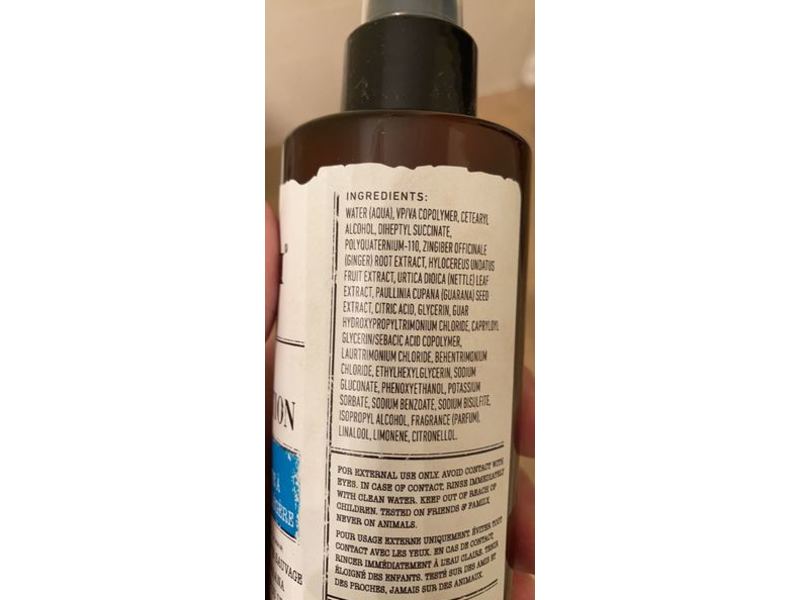 INGREDIENTS:
WATER (AQUA), VP/VA COPOLYMER, CETEARYL
ALCOHOL, DIHEPTYL SUCCINATE,
POLYQUATERNIUM-110, ZINGIBER OFFICINALE
(GINGER) ROOT EXTRACT, HYLOCEREUS UNDATUS
FRUIT EXTRACT, URTICA DIOICA (NETTLE) LEAF
EXTRACT, PAULLINIA CUPANA (GUARANA) SEED
EXTRACT, CITRIC ACID, GLYCERIN, GUAR
HYDROXYPROPYLTRIMONIUM CHLORIDE, CAPRYLOYL
GLYCERIN/SEBACIC ACID COPOLYMER,
LAURTRIMONIUM CHLORIDE, BEHENTRIMONIUM
CHLORIDE, ETHYLHEXYLGLYCERIN, SODIUM
GLUCONATE, PHENOXYETHANOL, POTASSIUM
SORBATE, SODIUM BENZOATE, SODIUM BISULFITE,
ISOPROPYL ALCOHOL, FRAGRANCE (PARFUM),
LINALOOL, LIMONENE, CITRONELLOL.
FOR EXTERNAL USE ONLY. AVOID CONTACT WITH
EYES. IN CASE OF CONTACT, RINSE IMMEDIATELY
WITH CLEAN WATER. KEEP OUT OF REACH OF
CHILDREN. TESTED ON FRIENDS & FAMILY,
NEVER ON ANIMALS.
POUR USAGE EXTERNE UNIQUEMENT. ÉVITER TOUT
CONTACT AVEC LES YEUX. EN CAS DE CONTACT,
RINCER IMMÉDIATEMENT À L'EAU CLAIRE. TENIR
ÉLOIGNÉ DES ENFANTS. TESTÉ SUR DES AMIS ET
DES PROCHES, JAMAIS SUR DES ANIMAUX.